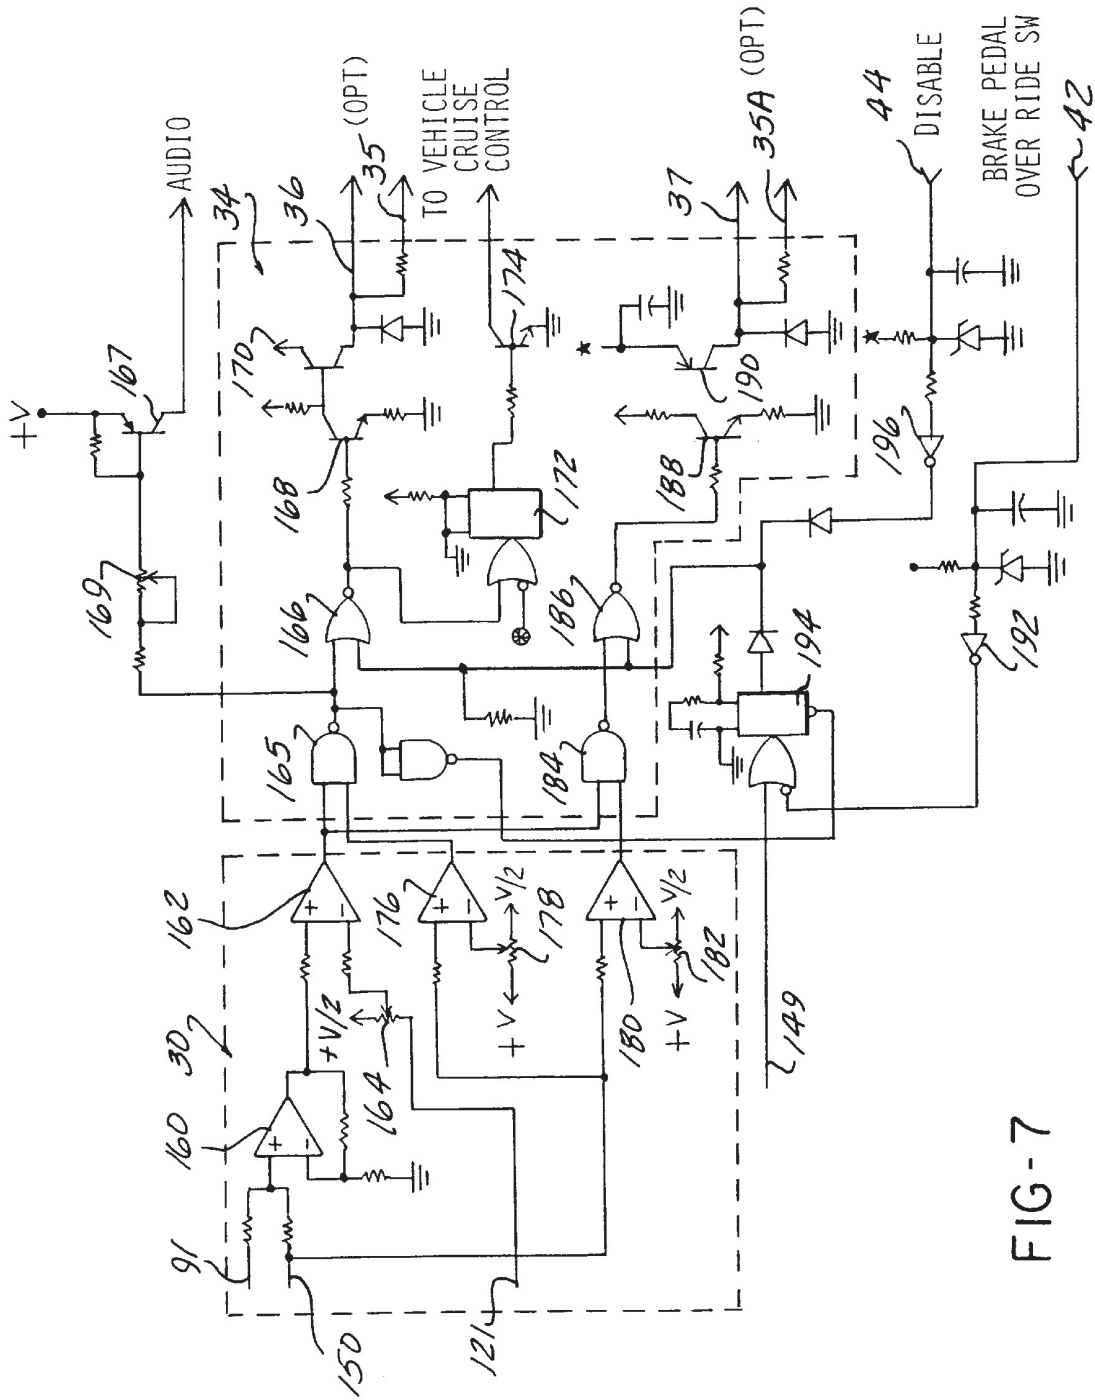 +V
167
AUDIO
169
34
170
36
35 (OPT)
168
TO VEHICLE
CRUISE
CONTROL
166
174
172
165
186
188
190
37
35A (OPT)
184
162
176
178
V/2
+V
194
196
44
DISABLE
192
BRAKE PEDAL
OVER RIDE SW
42
30
160
+V/2
164
180
182
V/2
+V
149
91
150
121
+
-
+
-
+
-
+
-
FIG-7